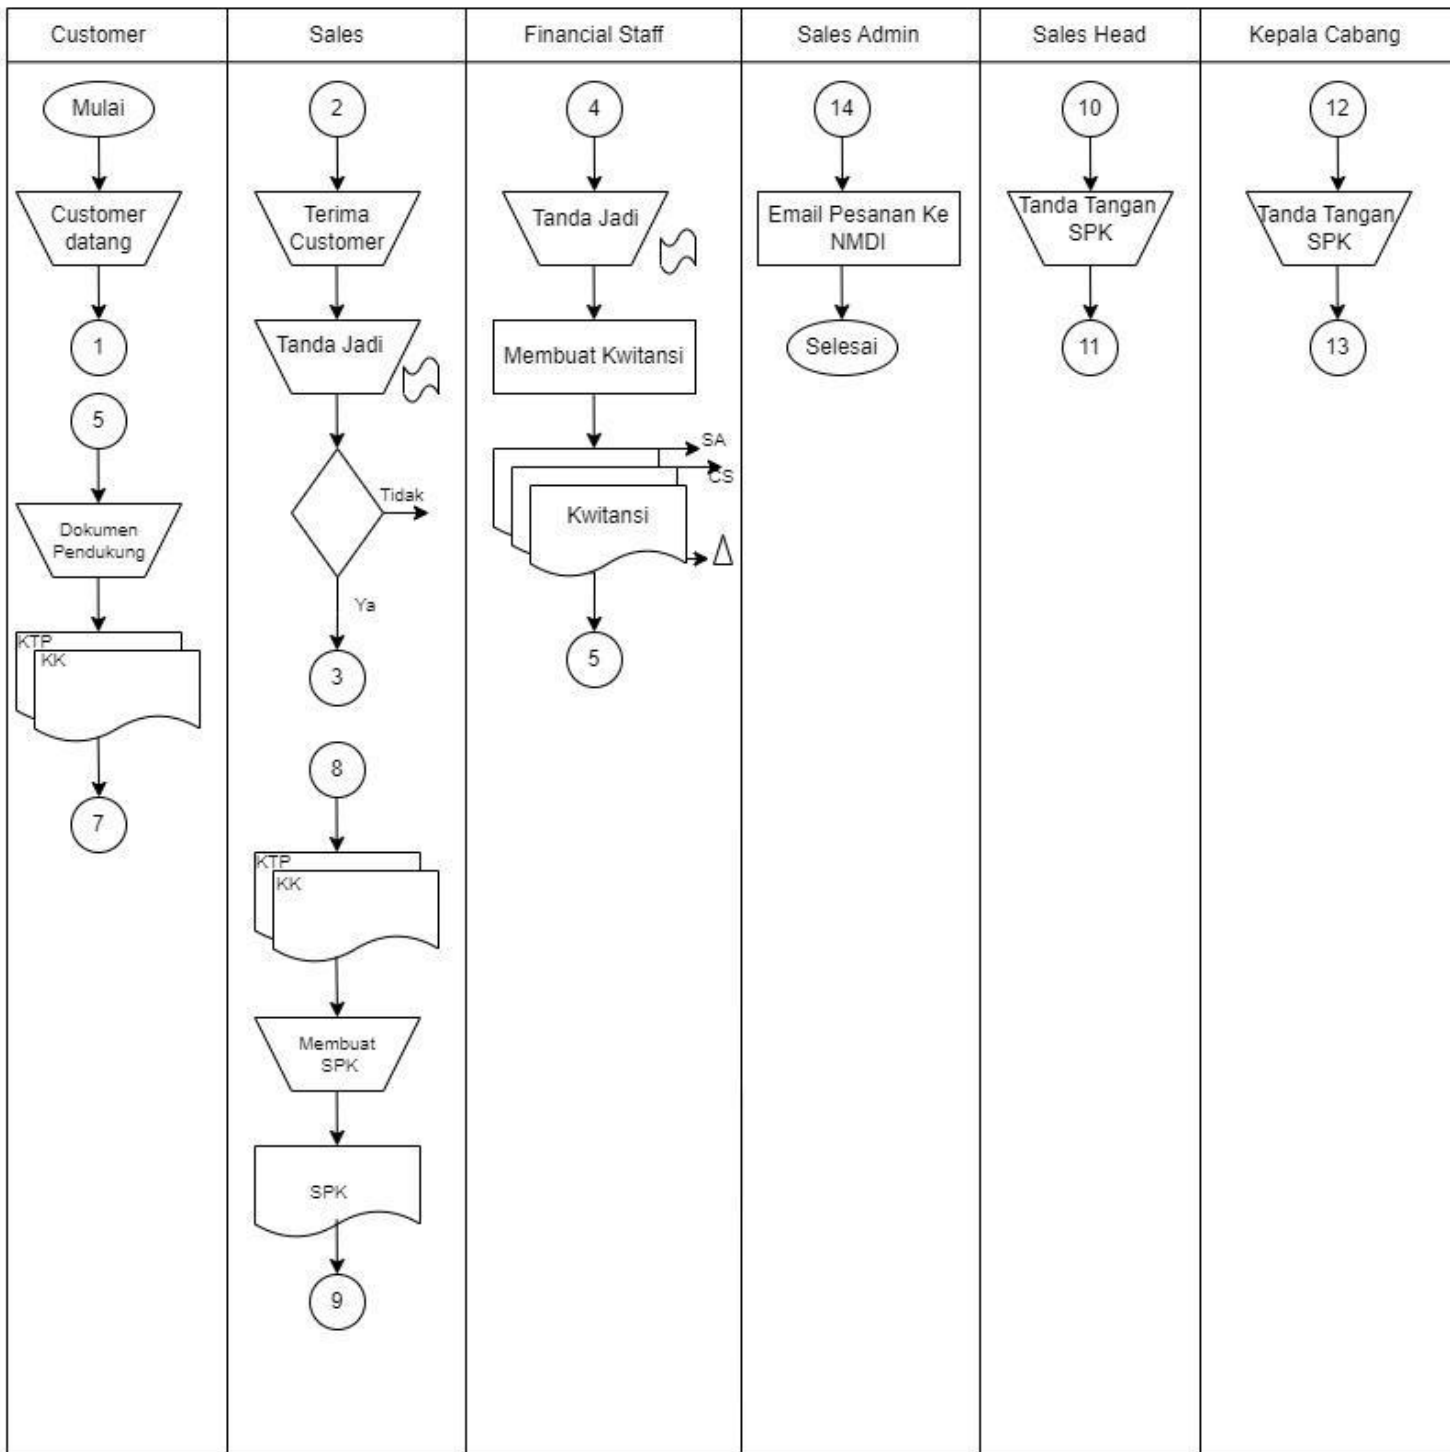 Customer
Sales
Financial Staff
Sales Admin
Sales Head
Kepala Cabang
Mulai
Customer
datang
1
5
Dokumen
Pendukung
KTP
KK
7
2
Terima
Customer
Tanda Jadi
Tidak
Ya
3
8
KTP
KK
Membuat
SPK
SPK
9
4
Tanda Jadi
Membuat Kwitansi
SA
CS
Kwitansi
5
14
Email Pesanan Ke
NMDI
Selesai
10
Tanda Tangan
SPK
11
12
Tanda Tangan
SPK
13